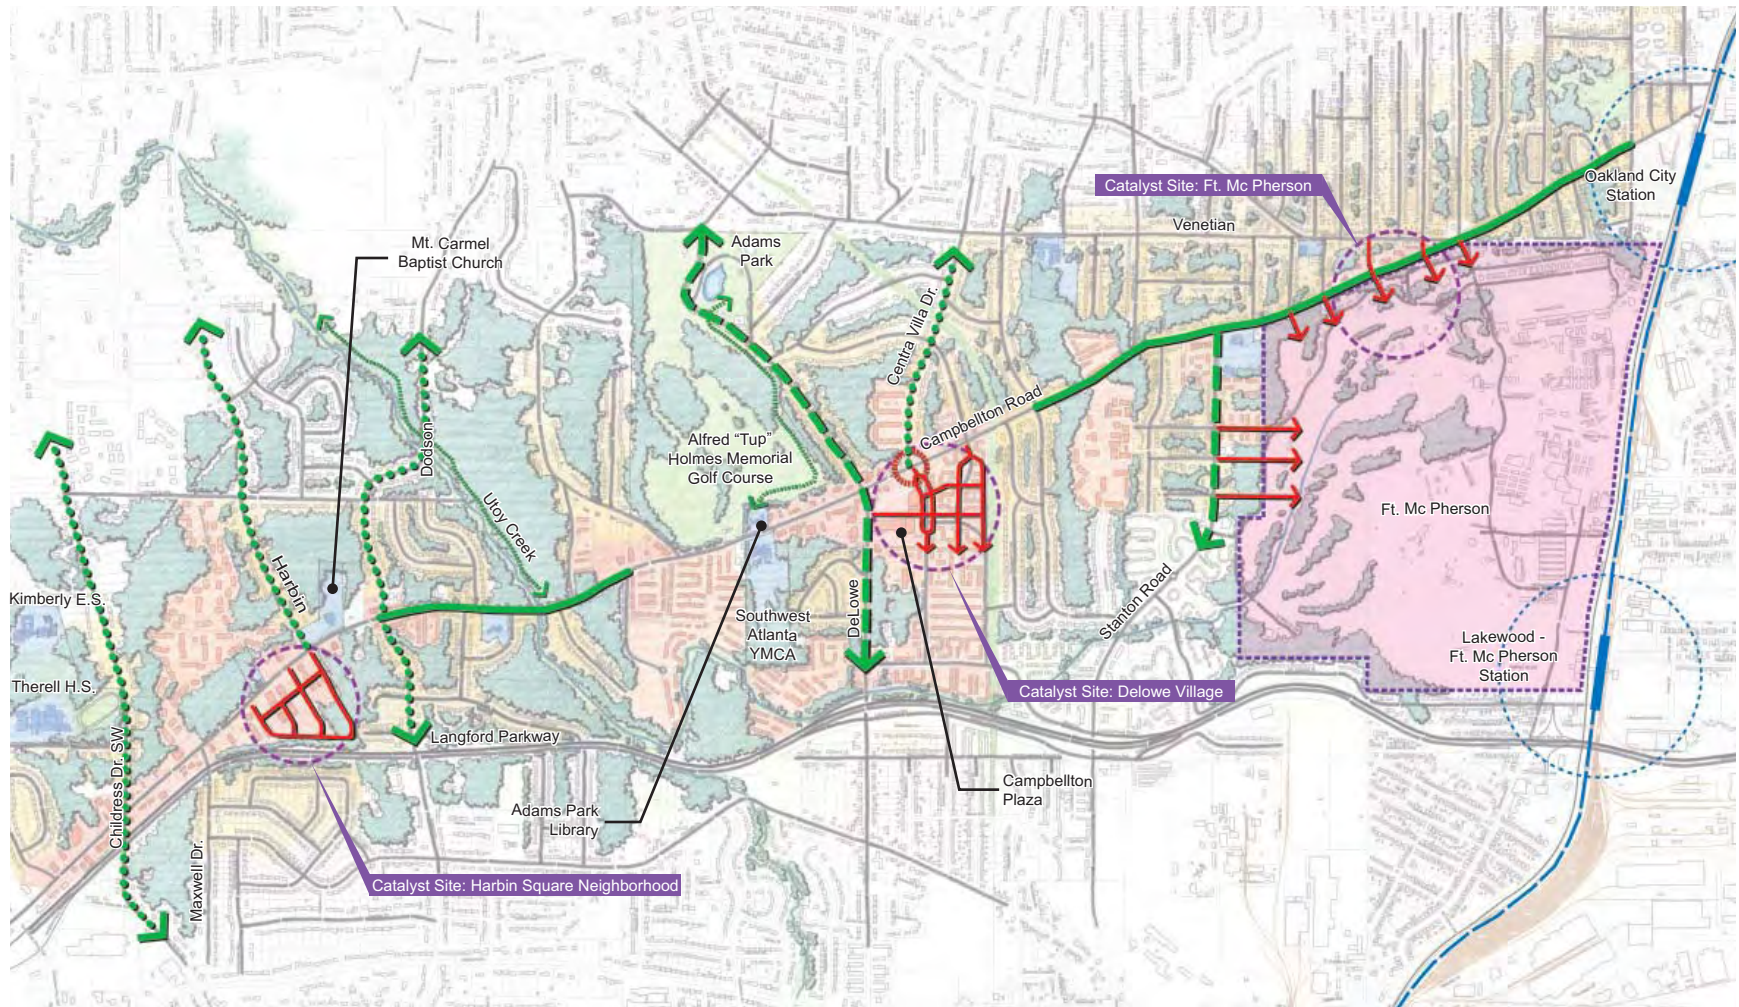 Catalyst Site: Ft. Mc Pherson
Oakland City
Station
Venetian
Mt. Carmel
Baptist Church
Adams
Park
Centra Villa Dr.
Campbellton Road
Dodson
Alfred “Tup”
Holmes Memorial
Golf Course
Utoy Creek
Ft. Mc Pherson
Harbin
Kimberly E.S.
Stanton Road
DeLowe
Southwest
Atlanta
YMCA
Lakewood -
Ft. Mc Pherson
Station
Therell H.S.
Catalyst Site: Delowe Village
Langford Parkway
Childress Dr. SW
Campbellton
Plaza
Adams Park
Library
Maxwell Dr.
Catalyst Site: Harbin Square Neighborhood